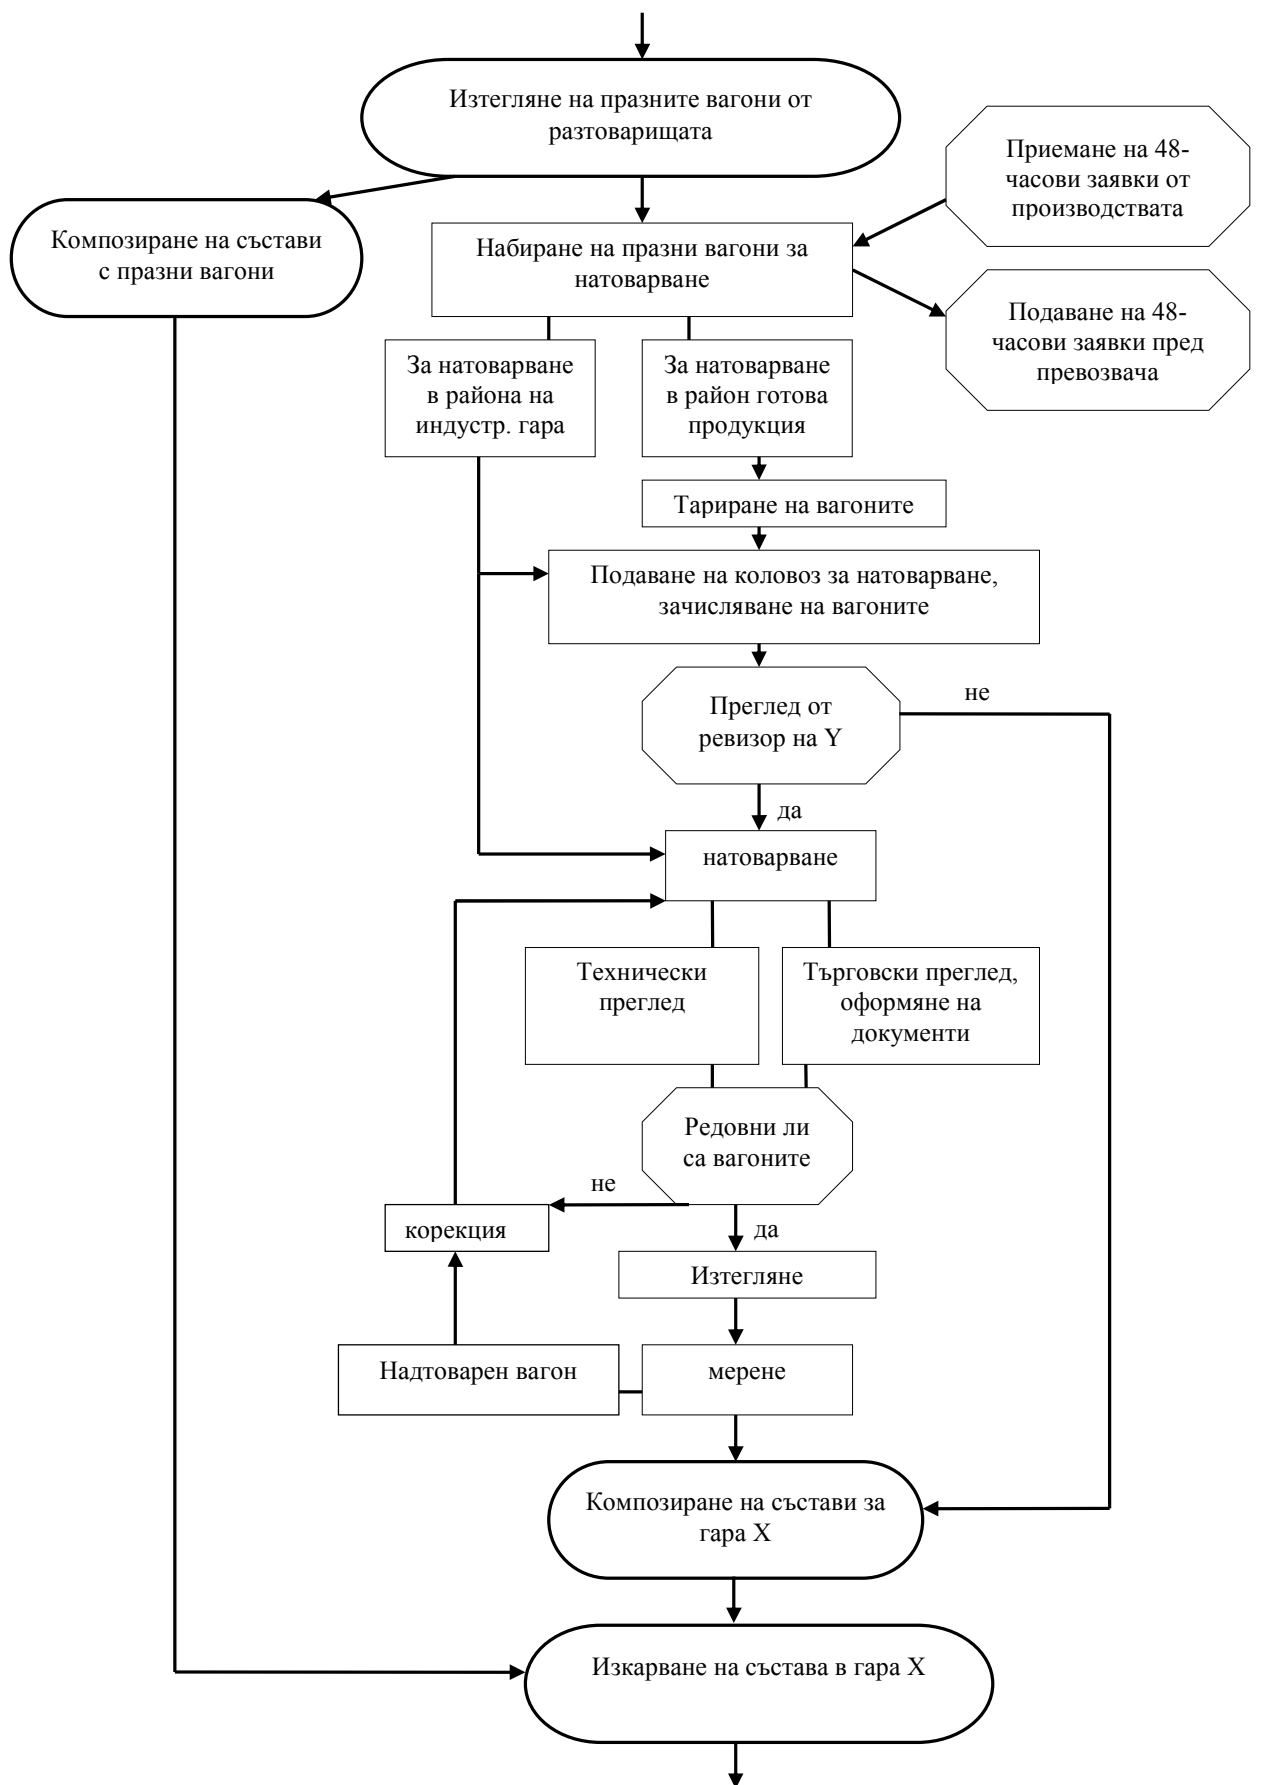 Изтегляне на празните вагони от
разтоварищата
Приемане на 48-
часови заявки от
производствата
Композиране на състави
с празни вагони
Набиране на празни вагони за
натоварване
Подаване на 48-
часови заявки пред
превозвача
За натоварване
в района на
индустр. гара
За натоварване
в район готова
продукция
Тариране на вагоните
Подаване на коловоз за натоварване,
зачисляване на вагоните
Преглед от
ревизор на Y
не
да
натоварване
Технически
преглед
Търговски преглед,
оформяне на
документи
Редовни ли
са вагоните
не
да
корекция
Изтегляне
Надтоварен вагон
мерене
Композиране на състави за
гара X
Изкарване на състава в гара X